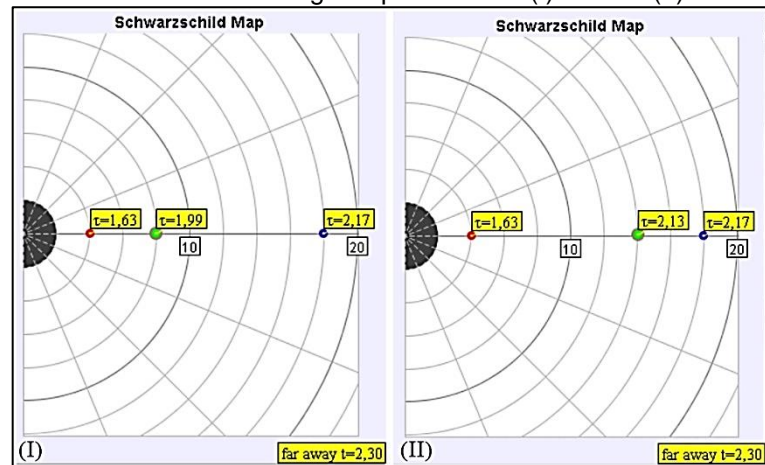 Schwarzschild Map
τ=1,63
τ=1,99
τ=2,17
10
20
(I)
far away t=2,30
Schwarzschild Map
τ=1,63
τ=2,13
τ=2,17
10
20
(II)
far away t=2,30